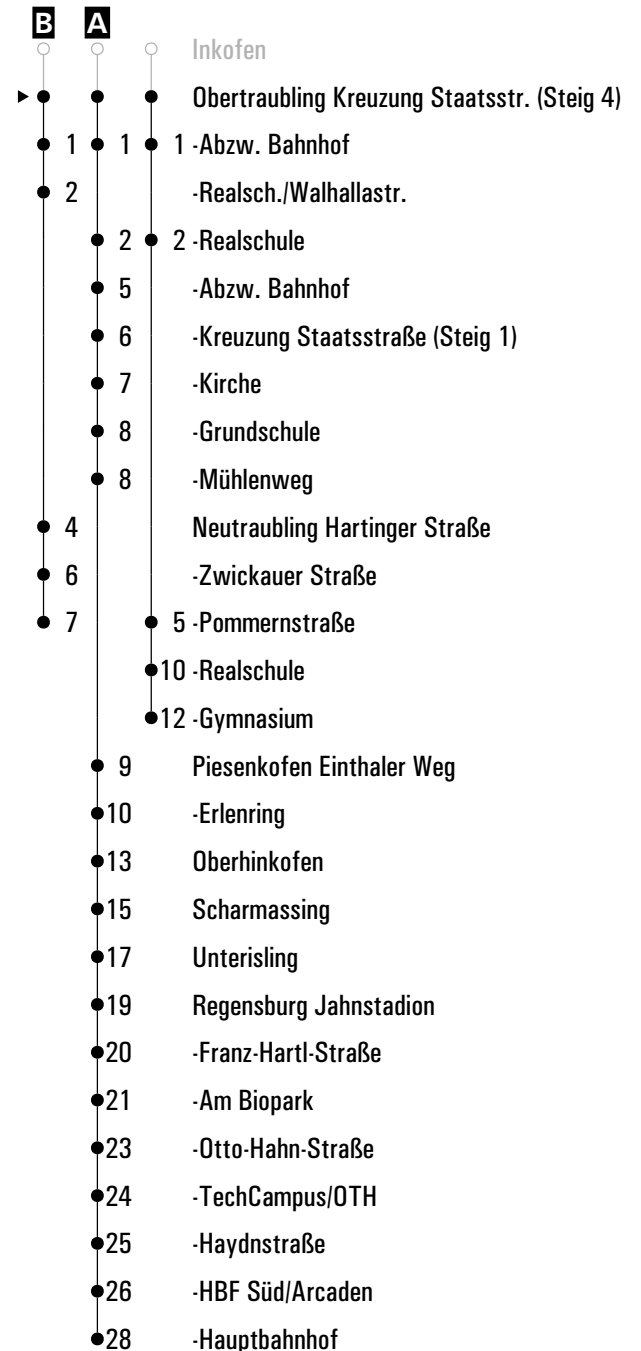 B A
Inkofen
Obertraubling Kreuzung Staatsstr. (Steig 4)
1 1 1 -Abzw. Bahnhof
2 -Realsch./Walhallastr.
2 2 -Realschule
5 -Abzw. Bahnhof
6 -Kreuzung Staatsstraße (Steig 1)
7 -Kirche
8 -Grundschule
8 -Mühlenweg
4 Neutraubling Hartinger Straße
6 -Zwickauer Straße
7 5 -Pommernstraße
10 -Realschule
12 -Gymnasium
9 Piesenkofen Einthaler Weg
10 -Erlenring
13 Oberhinkofen
15 Scharmassing
17 Unterisling
19 Regensburg Jahnstadion
20 -Franz-Hartl-Straße
21 -Am Biopark
23 -Otto-Hahn-Straße
24 -TechCampus/OTH
25 -Haydnstraße
26 -HBF Süd/Arcaden
28 -Hauptbahnhof